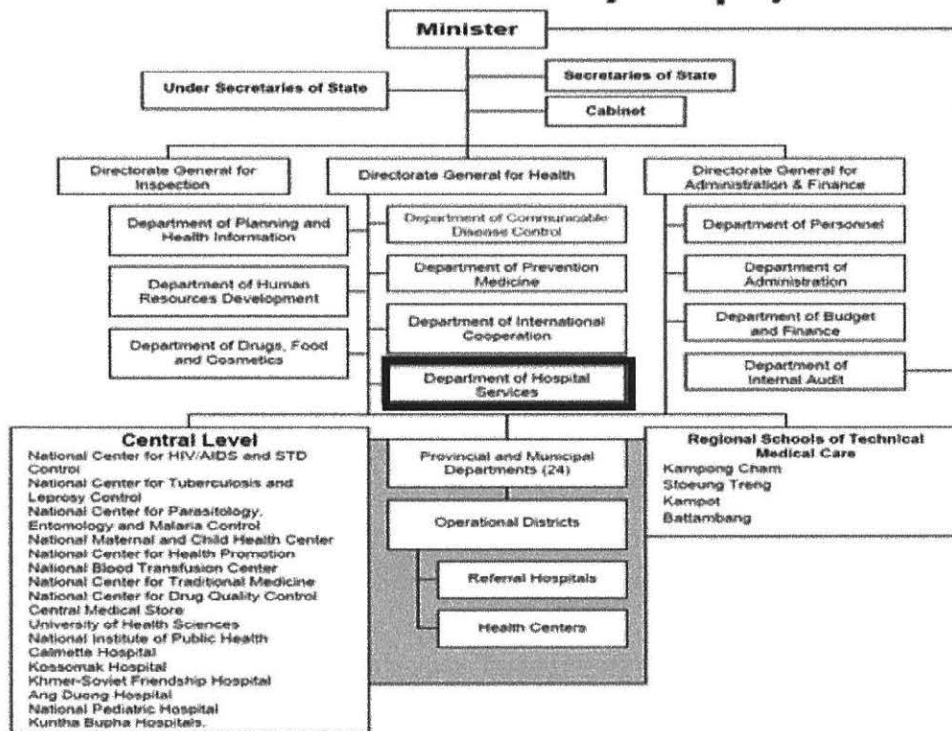 Minister
Under Secretaries of State
Secretaries of State
Cabinet
Directorate General for
Inspection
Directorate General for Health
Directorate General for
Administration & Finance
Department of Planning and
Health Information
Department of Human
Resources Development
Department of Drugs, Food
and Cosmetics
Department of Communicable
Disease Control
Department of Prevention
Medicine
Department of International
Cooperation
Department of Hospital
Services
Department of Personnel
Department of
Administration
Department of Budget
and Finance
Department of
Internal Audit
Central Level
National Center for HIV/AIDS and STD
Control
National Center for Tuberculosis and
Leprosy Control
National Center for Parasitology,
Entomology and Malaria Control
National Maternal and Child Health Center
National Center for Health Promotion
National Blood Transfusion Center
National Center for Traditional Medicine
National Center for Drug Quality Control
Central Medical Store
University of Health Sciences
National Institute of Public Health
Calmette Hospital
Kossomak Hospital
Khmer-Soviet Friendship Hospital
Ang Duong Hospital
National Pediatric Hospital
Kuntha Bupha Hospitals.
Provincial and Municipal
Departments (24)
Operational Districts
Referral Hospitals
Health Centers
Regional Schools of Technical
Medical Care
Kampong Cham
Stoeung Treng
Kampot
Battambang